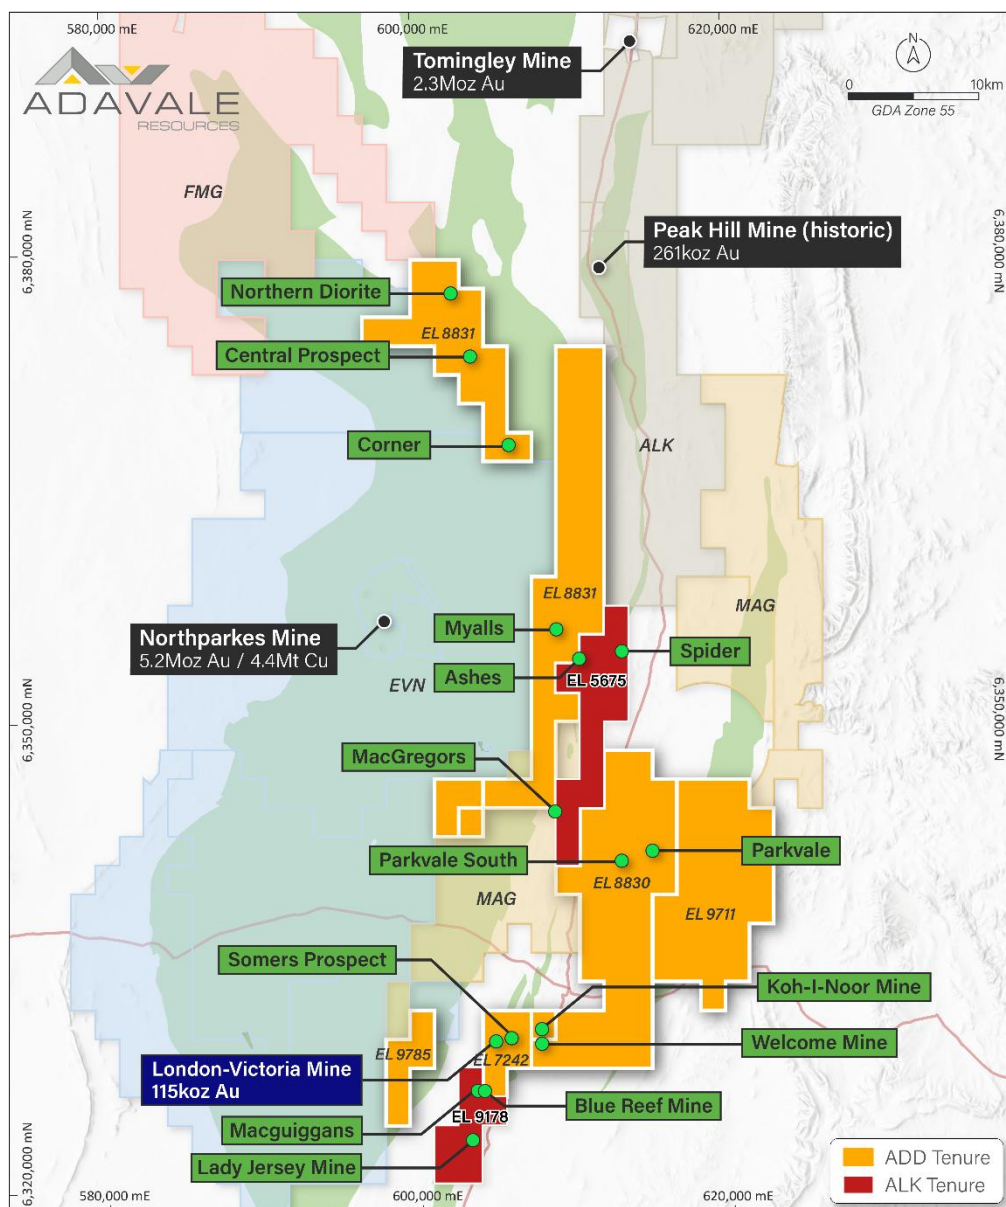 580,000 mE
600,000 mE
620,000 mE
ADAVALE
RESOURCES
Tomingley Mine
2.3Moz Au
N
0
10km
GDA Zone 55
FMG
6,380,000 mN
Peak Hill Mine (historic)
261koz Au
6,380,000 mN
Northern Diorite
EL 8831
Central Prospect
Corner
ALK
EL 8831
MAG
Northparkes Mine
5.2Moz Au / 4.4Mt Cu
Myalls
Spider
Ashes
EL 5675
EVN
6,350,000 mN
6,350,000 mN
MacGregors
Parkvale South
Parkvale
EL 8830
MAG
EL 9711
Somers Prospect
Koh-I-Noor Mine
Welcome Mine
EL 9785
EL 7242
London-Victoria Mine
115koz Au
Macguiggans
EL 9178
Blue Reef Mine
Lady Jersey Mine
ADD Tenure
ALK Tenure
6,320,000 mN
6,320,000 mN
580,000 mE
600,000 mE
620,000 mE